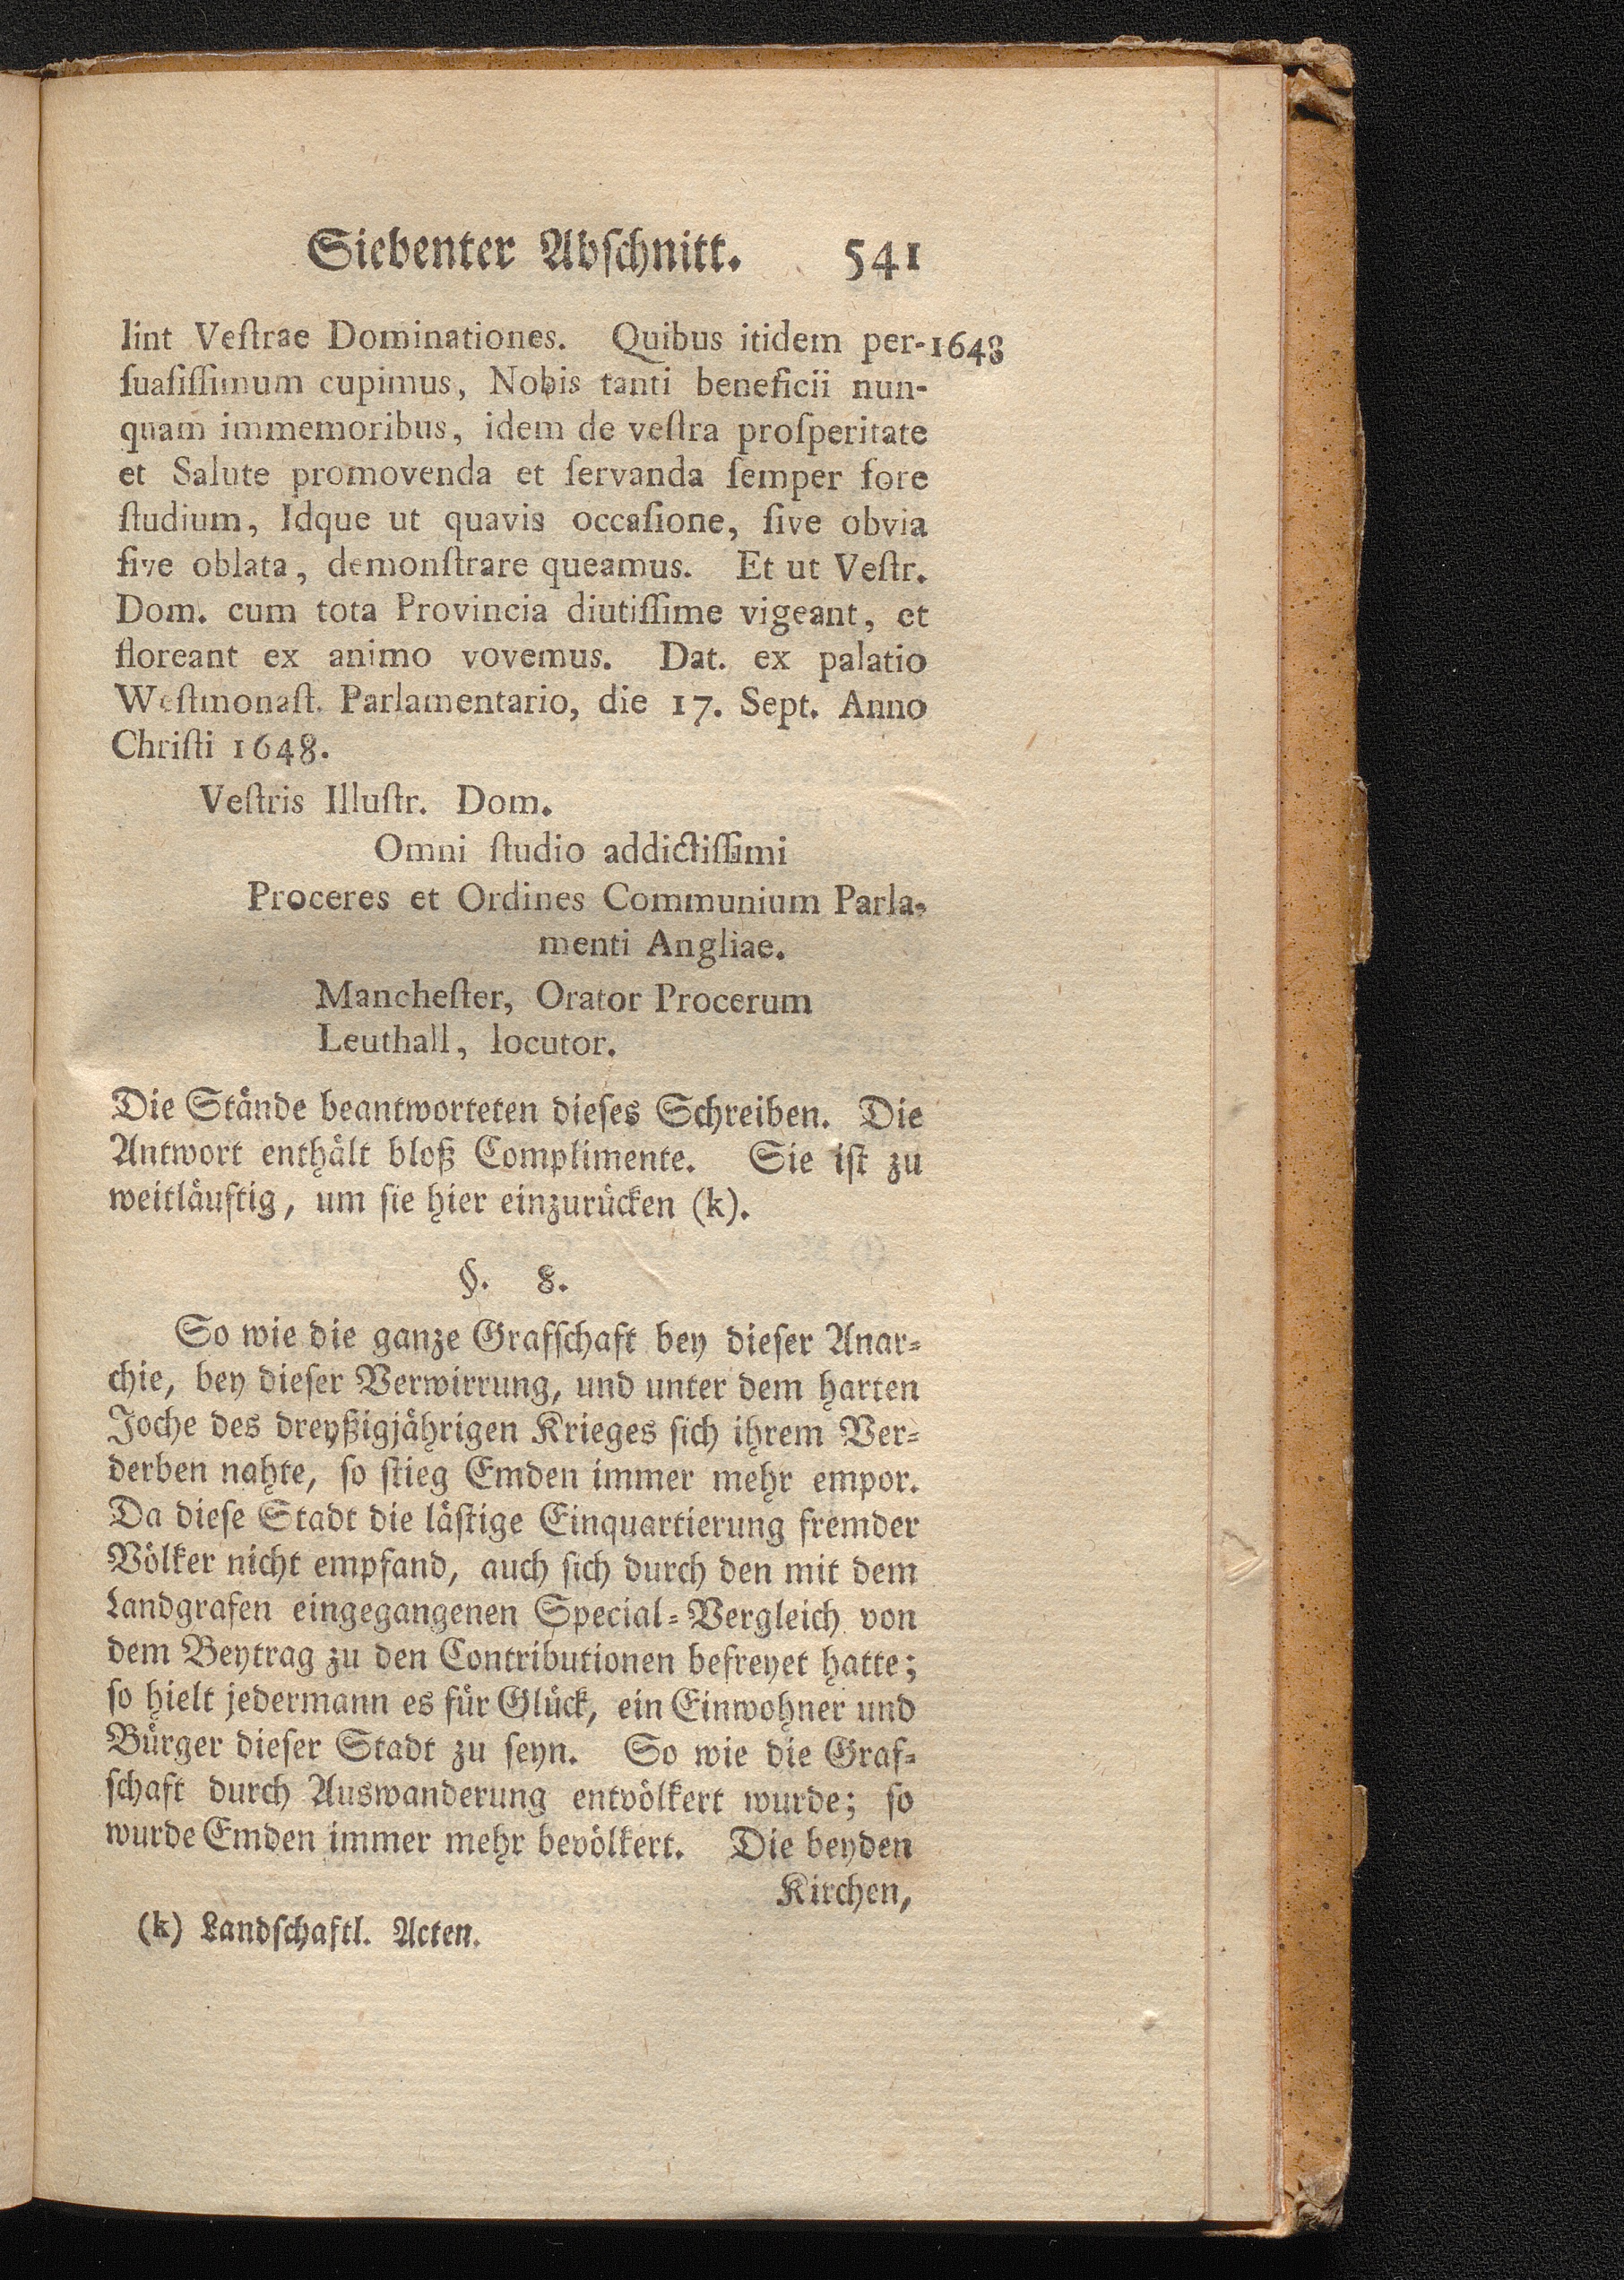 Siebenter Abschnitt. 541
lint Veſtrae Dominationes. Quibus itidem per- 1648
ſuaſiſſimum cupimus, Nobis tanti beneficii nun-
quam immemoribus, idem de veſtra proſperitate
et Salute promovenda et ſervanda ſemper fore
ſtudium, Idque ut quavis occaſione, ſive obvia
ſive oblata, demonſtrare queamus. Et ut Veſtr.
Dom. cum tota Provincia diutiſſime vigeant, et
floreant ex animo vovemus. Dat. ex palatio
Weſtmonaſt. Parlamentario, die 17. Sept. Anno
Chriſti 1648.
Veſtris Illuſtr. Dom.
Omni ſtudio addictiſſimi
Proceres et Ordines Communium Parla-
menti Angliae.
Mancheſter, Orator Procerum
Leuthall, locutor.
Die Stände beantworteten dieſes Schreiben. Die
Antwort enthält bloß Complimente. Sie iſt zu
weitläuftig, um ſie hier einzurücken (k).
§. 8.
So wie die ganze Grafſchaft bey dieſer Anar-
chie, bey dieſer Verwirrung, und unter dem harten
Joche des dreyßigjährigen Krieges ſich ihrem Ver-
derben nahte, ſo ſtieg Emden immer mehr empor.
Da dieſe Stadt die läſtige Einquartierung fremder
Völker nicht empfand, auch ſich durch den mit dem
Landgrafen eingegangenen Special-Vergleich von
dem Beytrag zu den Contributionen befreyet hatte;
ſo hielt jedermann es für Glück, ein Einwohner und
Bürger dieſer Stadt zu ſeyn. So wie die Graf-
ſchaft durch Auswanderung entvölkert wurde; ſo
wurde Emden immer mehr bevölkert. Die beyden
Kirchen,
(k) Landſchaftl. Acten.